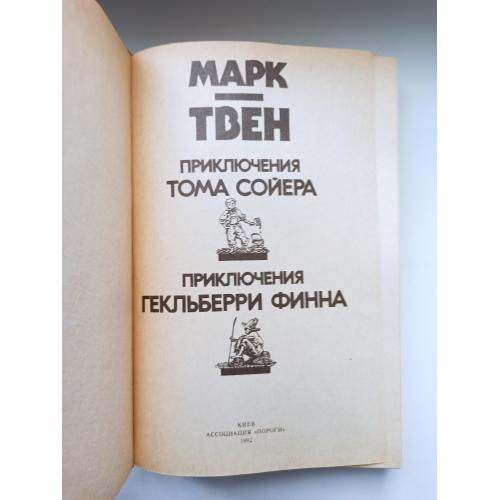 МАРК
ТВЕН
ПРИКЛЮЧЕНИЯ
ТОМА СОЙЕРА
ПРИКЛЮЧЕНИЯ
ГЕКЛЬБЕРРИ ФИННА
КИЕВ
АССОЦИАЦИЯ «ПОРОГИ»
1992